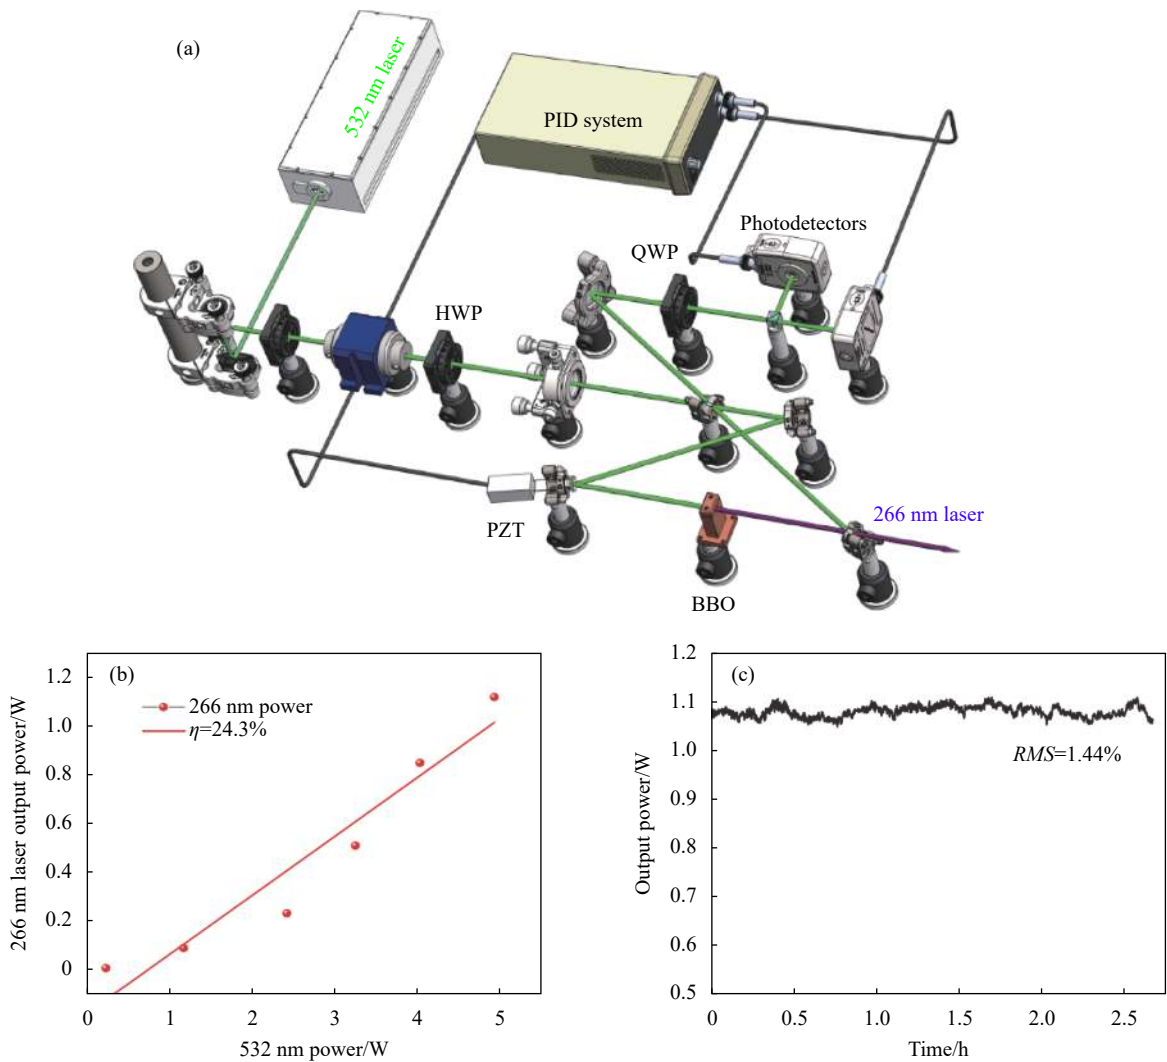 (a)
532 nm laser
PID system
Photodetectors
QWP
HWP
266 nm laser
PZT
BBO
(b)
266 nm power
η=24.3%
266 nm laser output power/W
1.2
1.0
0.8
0.6
0.4
0.2
0
0 1 2 3 4 5
532 nm power/W
(c)
RMS=1.44%
Output power/W
1.2
1.1
1.0
0.9
0.8
0.7
0.6
0.5
0 0.5 1.0 1.5 2.0 2.5
Time/h